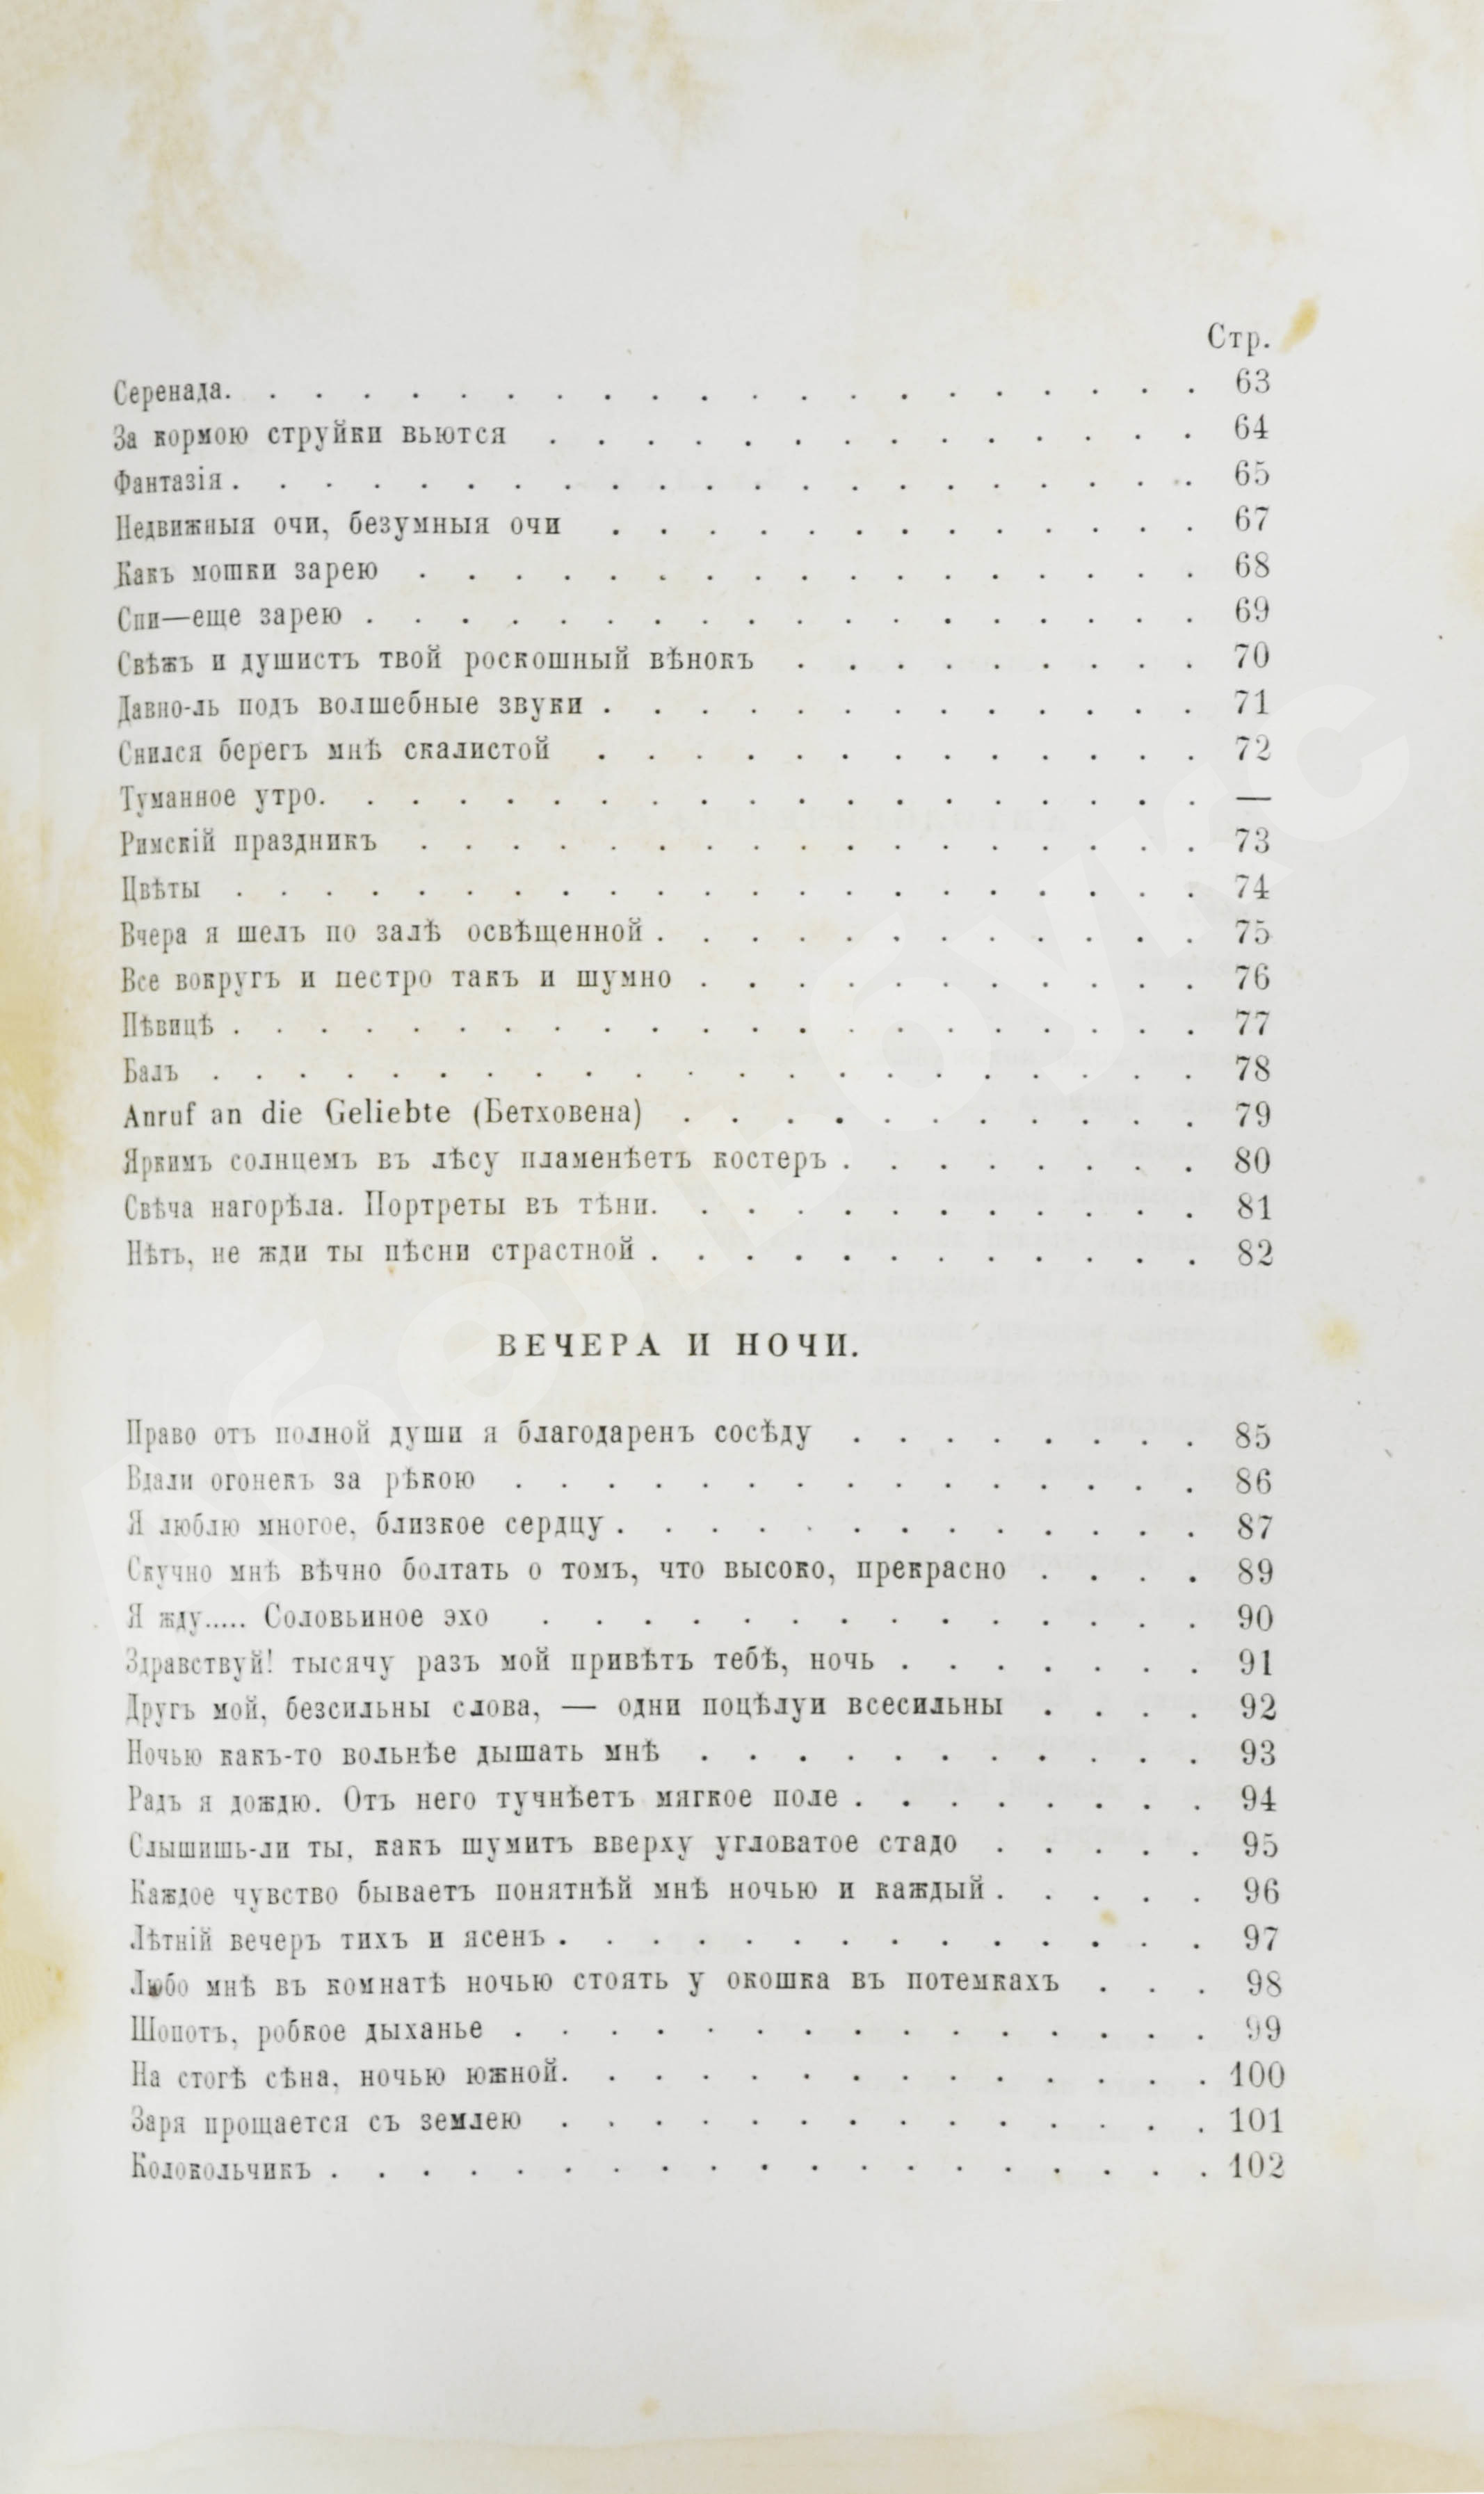 Стр.
Серенада. . . . . . . . . . . . . . . . . . . . . 63
За кормою струйки вьются . . . . . . . . . . . . . . 64
Фантазія . . . . . . . . . . . . . . . . . . . . . 65
Недвижныя очи, безумныя очи . . . . . . . . . . . . . 67
Какъ мошки зарею . . . . . . . . . . . . . . . . . 68
Спи—еще зарею . . . . . . . . . . . . . . . . . . 69
Свѣжъ и душистъ твой роскошный вѣнокъ . . . . . . . . . 70
Давно-ль подъ волшебные звуки . . . . . . . . . . . . . 71
Снился берегъ мнѣ скалистой . . . . . . . . . . . . . 72
Туманное утро. . . . . . . . . . . . . . . . . . . —
Римскій праздникъ . . . . . . . . . . . . . . . . . 73
Цвѣты . . . . . . . . . . . . . . . . . . . . . 74
Вчера я шелъ по залѣ освѣщенной . . . . . . . . . . . . 75
Все вокругъ и пестро такъ и шумно . . . . . . . . . . . 76
Пѣвицѣ . . . . . . . . . . . . . . . . . . . . . 77
Балъ . . . . . . . . . . . . . . . . . . . . . 78
Anruf an die Geliebte (Бетховена) . . . . . . . . . . . 79
Яркимъ солнцемъ въ лѣсу пламенѣетъ костеръ . . . . . . . . 80
Свѣча нагорѣла. Портреты въ тѣни. . . . . . . . . . . . 81
Нѣтъ, не жди ты пѣсни страстной . . . . . . . . . . . . 82
ВЕЧЕРА И НОЧИ.
Право отъ полной души я благодаренъ сосѣду . . . . . . . . 85
Вдали огонекъ за рѣкою . . . . . . . . . . . . . . . 86
Я люблю многое, близкое сердцу . . . . . . . . . . . . . 87
Скучно мнѣ вѣчно болтать о томъ, что высоко, прекрасно . . . . 89
Я жду..... Соловьиное эхо . . . . . . . . . . . . . . 90
Здравствуй! тысячу разъ мой привѣтъ тебѣ, ночь . . . . . . . 91
Другъ мой, безсильны слова, — одни поцѣлуи всесильны . . . . 92
Ночью какъ-то вольнѣе дышать мнѣ . . . . . . . . . . . 93
Радъ я дождю. Отъ него тучнѣетъ мягкое поле . . . . . . . . 94
Слышишь-ли ты, какъ шумитъ вверху угловатое стадо . . . . . 95
Каждое чувство бываетъ понятнѣй мнѣ ночью и каждый . . . . . 96
Лѣтній вечеръ тихъ и ясенъ . . . . . . . . . . . . . . 97
Любо мнѣ въ комнатѣ ночью стоять у окошка въ потемкахъ . . . 98
Шопотъ, робкое дыханье . . . . . . . . . . . . . . . 99
На стогѣ сѣна, ночью южной. . . . . . . . . . . . . . 100
Заря прощается съ землею . . . . . . . . . . . . . . 101
Колокольчикъ . . . . . . . . . . . . . . . . . . . 102